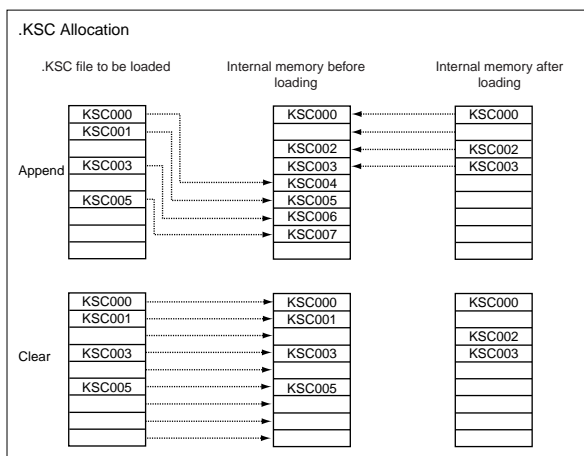 .KSC Allocation
.KSC file to be loaded
Internal memory before
loading
Internal memory after
loading
Append
KSC000
KSC001
KSC003
KSC005
KSC000
KSC002
KSC003
KSC004
KSC005
KSC006
KSC007
KSC000
KSC002
KSC003
Clear
KSC000
KSC001
KSC003
KSC005
KSC000
KSC001
KSC003
KSC005
KSC000
KSC002
KSC003